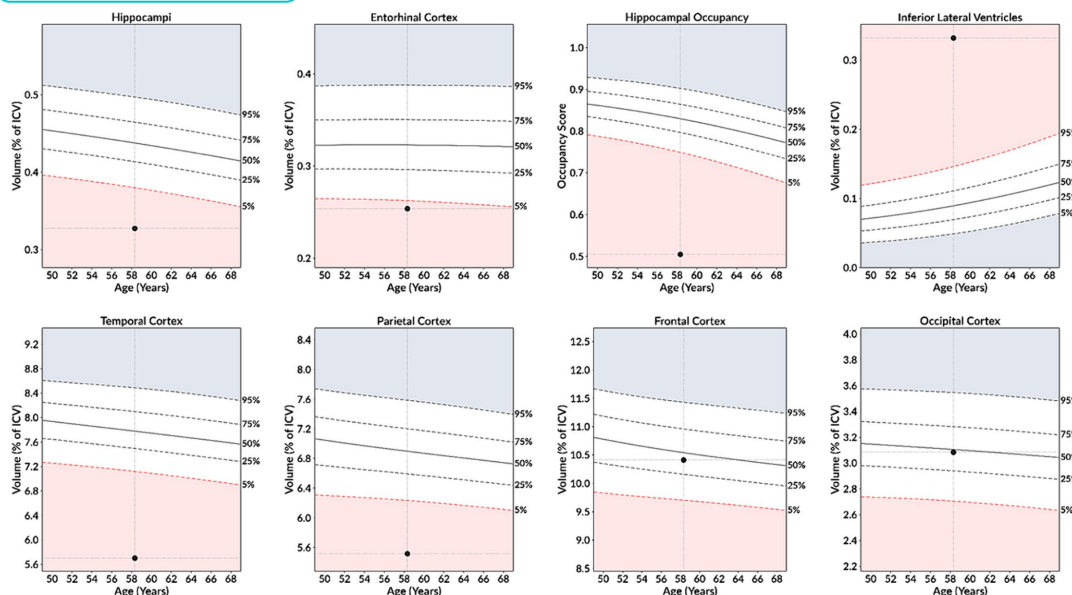 Hippocampi
Volume (% of ICV)
0.5
0.4
0.3
95%
75%
50%
25%
5%
50 52 54 56 58 60 62 64 66 68
Age (Years)
Entorhinal Cortex
Volume (% of ICV)
0.4
0.3
0.2
95%
75%
50%
25%
5%
50 52 54 56 58 60 62 64 66 68
Age (Years)
Hippocampal Occupancy
Occupancy Score
1.0
0.9
0.8
0.7
0.6
0.5
95%
75%
50%
25%
5%
50 52 54 56 58 60 62 64 66 68
Age (Years)
Inferior Lateral Ventricles
Volume (% of ICV)
0.3
0.2
0.1
0.0
95%
75%
50%
25%
5%
50 52 54 56 58 60 62 64 66 68
Age (Years)
Temporal Cortex
Volume (% of ICV)
9.2
8.8
8.4
8.0
7.6
7.2
6.8
6.4
6.0
5.6
95%
75%
50%
25%
5%
50 52 54 56 58 60 62 64 66 68
Age (Years)
Parietal Cortex
Volume (% of ICV)
8.4
8.0
7.6
7.2
6.8
6.4
6.0
5.6
95%
75%
50%
25%
5%
50 52 54 56 58 60 62 64 66 68
Age (Years)
Frontal Cortex
Volume (% of ICV)
12.5
12.0
11.5
11.0
10.5
10.0
9.5
9.0
8.5
95%
75%
50%
25%
5%
50 52 54 56 58 60 62 64 66 68
Age (Years)
Occipital Cortex
Volume (% of ICV)
4.0
3.8
3.6
3.4
3.2
3.0
2.8
2.6
2.4
2.2
95%
75%
50%
25%
5%
50 52 54 56 58 60 62 64 66 68
Age (Years)